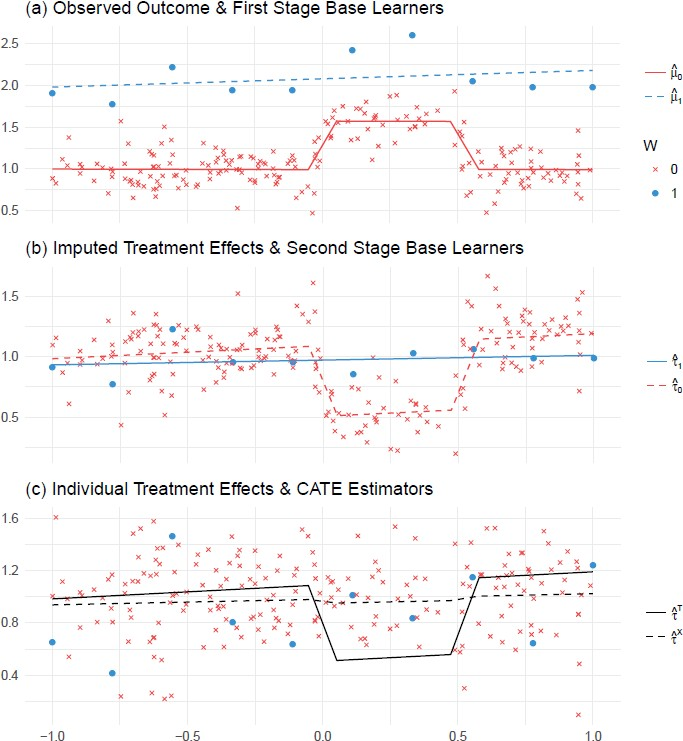 (a) Observed Outcome & First Stage Base Learners
2.5
2.0
1.5
1.0
0.5
μ̂₀
μ̂₁
W
0
1
(b) Imputed Treatment Effects & Second Stage Base Learners
1.5
1.0
0.5
τ̂₁
τ̂₀
(c) Individual Treatment Effects & CATE Estimators
1.6
1.2
0.8
0.4
τ̂ᵀ
τ̂ˣ
−1.0 −0.5 0.0 0.5 1.0